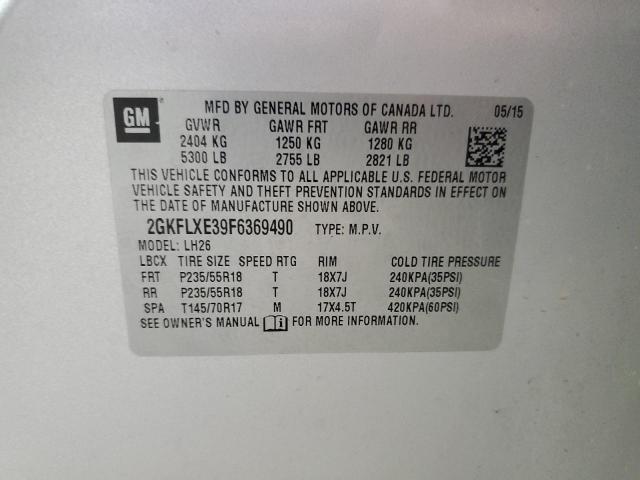 GM MFD BY GENERAL MOTORS OF CANADA LTD. 05/15
GVWR GAWR FRT GAWR RR
2404 KG 1250 KG 1280 KG
5300 LB 2755 LB 2821 LB
THIS VEHICLE CONFORMS TO ALL APPLICABLE U.S. FEDERAL MOTOR
VEHICLE SAFETY AND THEFT PREVENTION STANDARDS IN EFFECT ON
THE DATE OF MANUFACTURE SHOWN ABOVE.
2GKFLXE39F6369490 TYPE: M.P.V.
MODEL: LH26
LBCX TIRE SIZE SPEED RTG RIM COLD TIRE PRESSURE
FRT P235/55R18 T 18X7J 240KPA(35PSI)
RR P235/55R18 T 18X7J 240KPA(35PSI)
SPA T145/70R17 M 17X4.5T 420KPA(60PSI)
SEE OWNER'S MANUAL i FOR MORE INFORMATION.